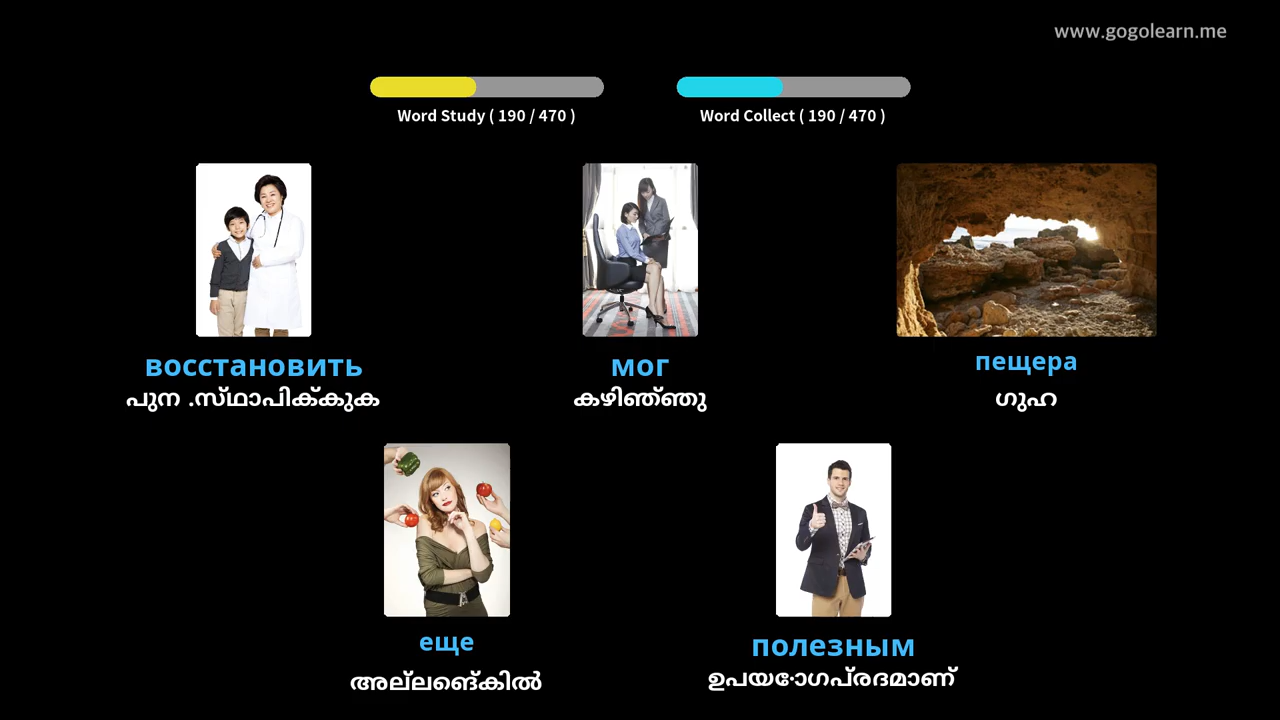 www.gogolearn.me
Word Study ( 190 / 470 )
Word Collect ( 190 / 470 )
восстановить
പുന .സ്ഥാപിക്കുക
мог
കഴിഞ്ഞു
пещера
ഗുഹ
еще
അല്ലെങ്കിൽ
полезным
ഉപയോഗപ്രദമാണ്